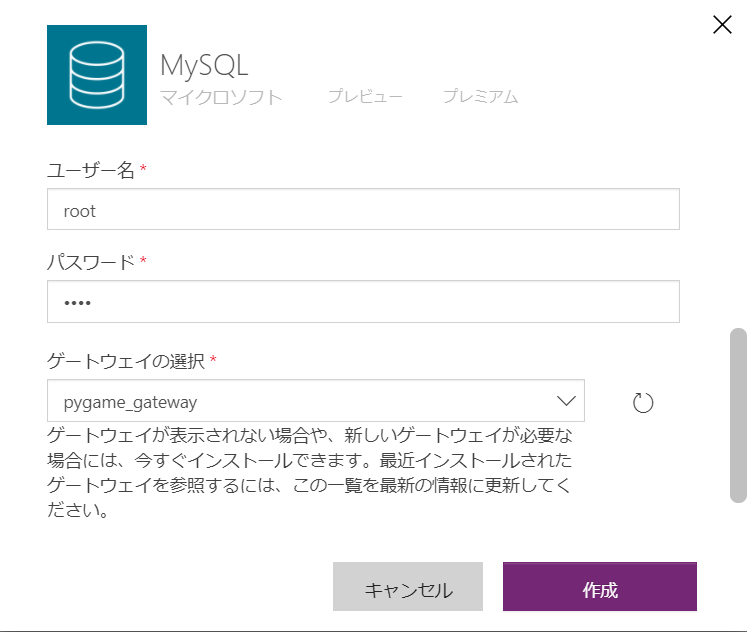 MySQL
マイクロソフト プレビュー プレミアム
ユーザー名 *
root
パスワード *
••••
ゲートウェイの選択 *
pygame_gateway
ゲートウェイが表示されない場合や、新しいゲートウェイが必要な
場合には、今すぐインストールできます。最近インストールされた
ゲートウェイを参照するには、この一覧を最新の情報に更新してく
ださい。
キャンセル 作成